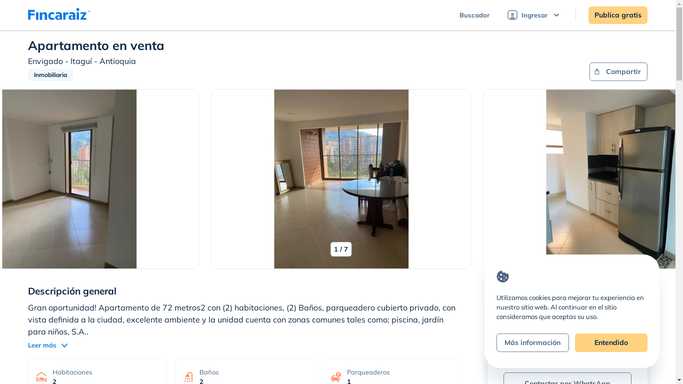 Fincaraiz
Buscador
Ingresar
Publica gratis
Apartamento en venta
Envigado - Itaguí - Antioquia
Inmobiliaria
Compartir
1 / 7
Descripción general
Gran oportunidad! Apartamento de 72 metros2 con (2) habitaciones, (2) Baños, parqueadero cubierto privado, con
vista definida a la ciudad, excelente ambiente y la unidad cuenta con zonas comunes tales como; piscina, jardín
para niños, S.A..
Leer más
Habitaciones
2
Baños
2
Parqueaderos
1
Utilizamos cookies para mejorar tu experiencia en
nuestro sitio web. Al continuar en el sitio
consideramos que aceptas su uso.
Más información
Entendido
Contactar por WhatsApp